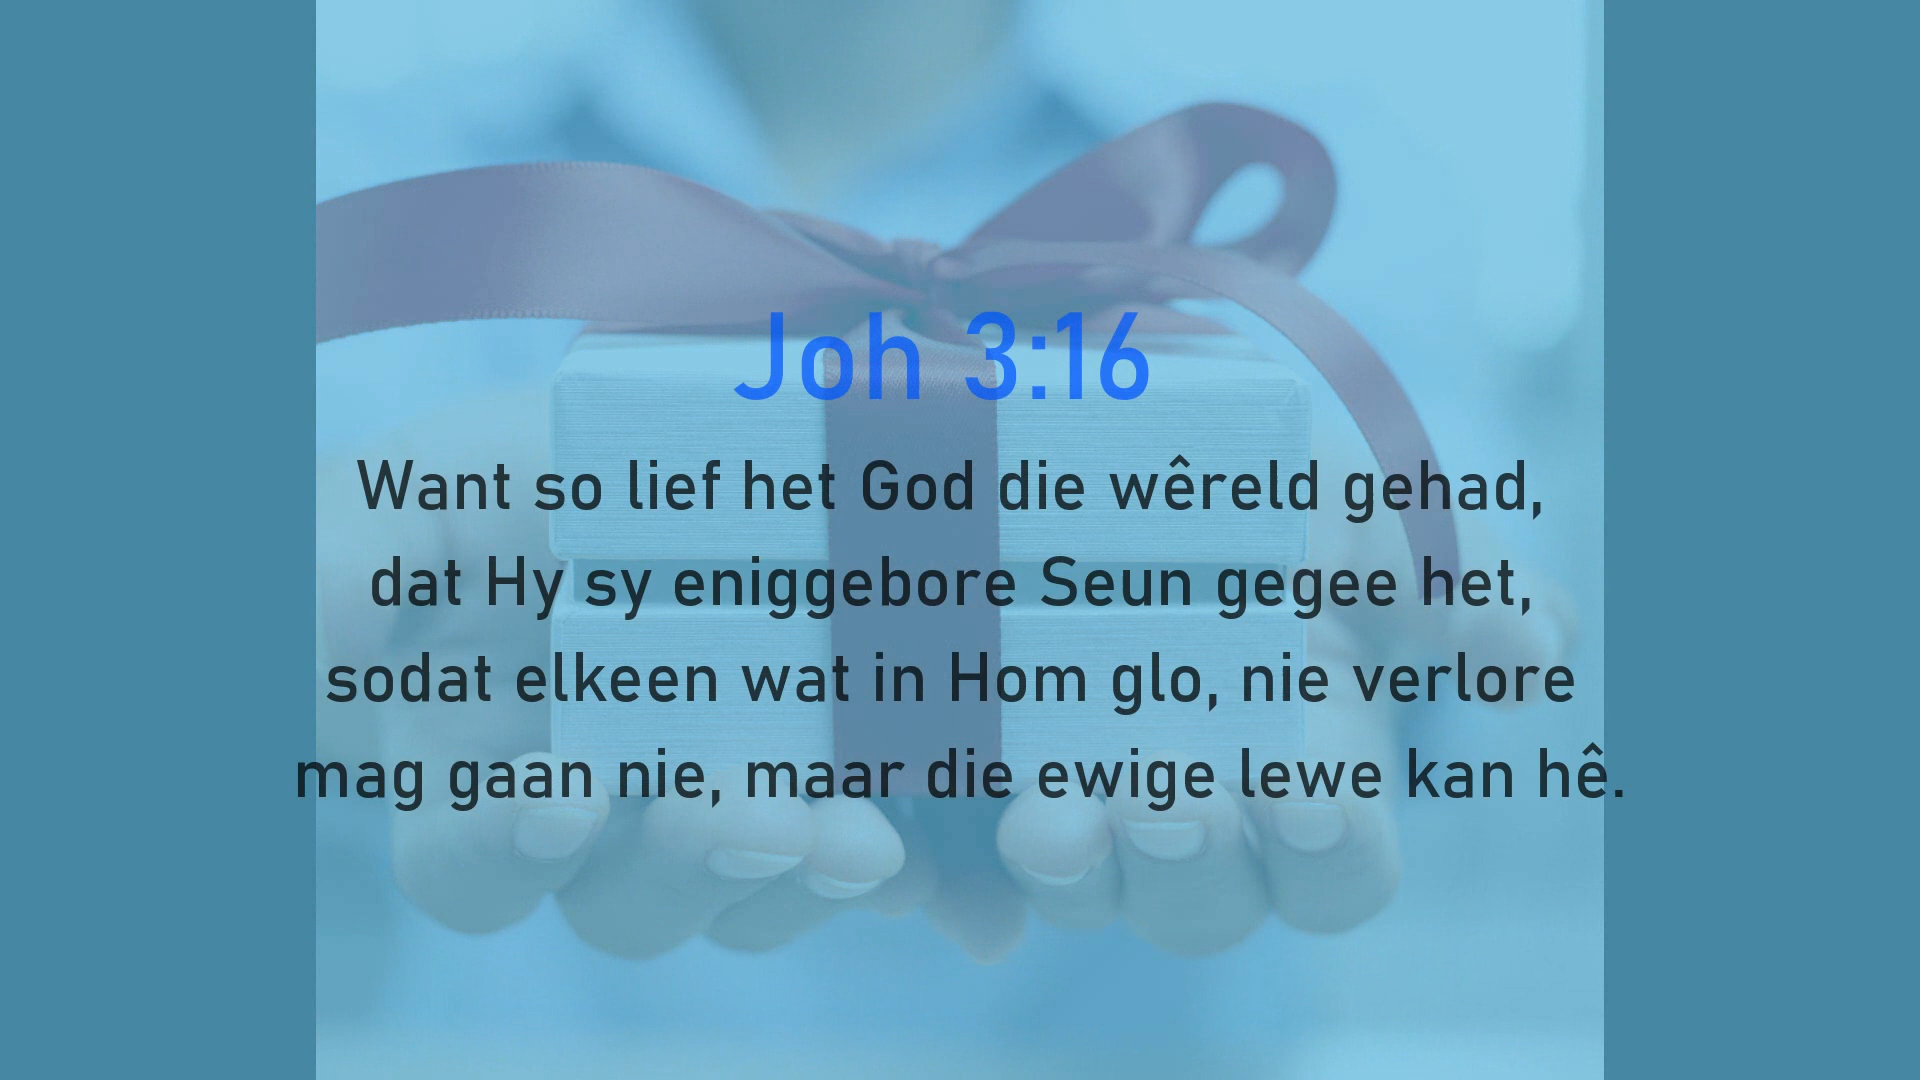 Joh 3:16
Want so lief het God die wêreld gehad,
dat Hy sy eniggebore Seun gegee het,
sodat elkeen wat in Hom glo, nie verlore
mag gaan nie, maar die ewige lewe kan hê.